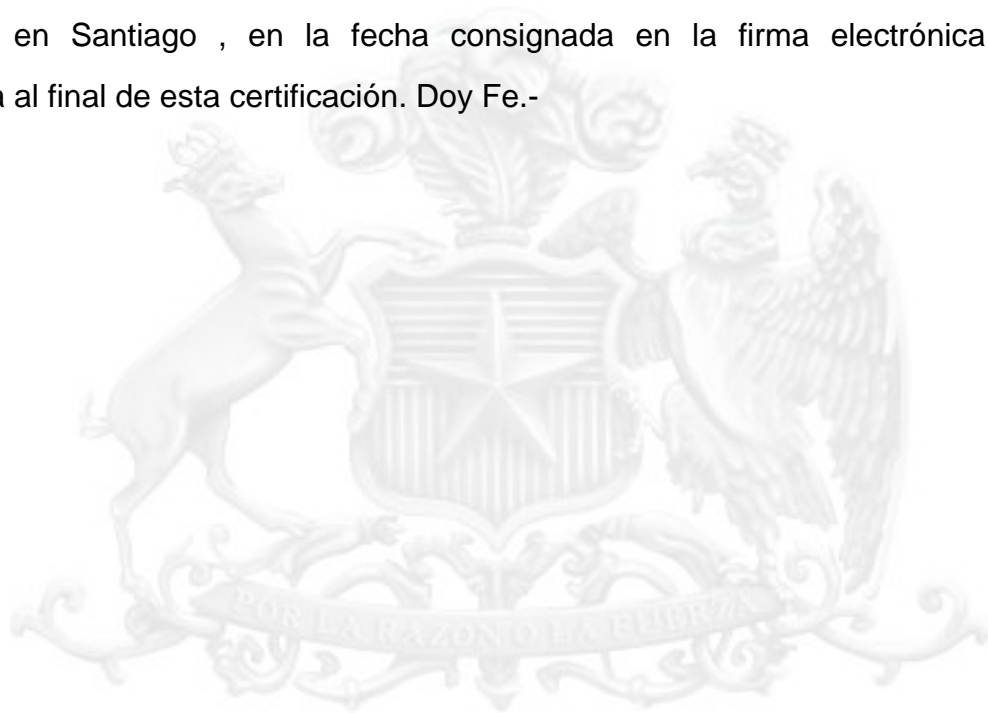 en Santiago , en la fecha consignada en la firma electrónica
al final de esta certificación. Doy Fe.-
POR LA RAZÓN O LA FUERZA